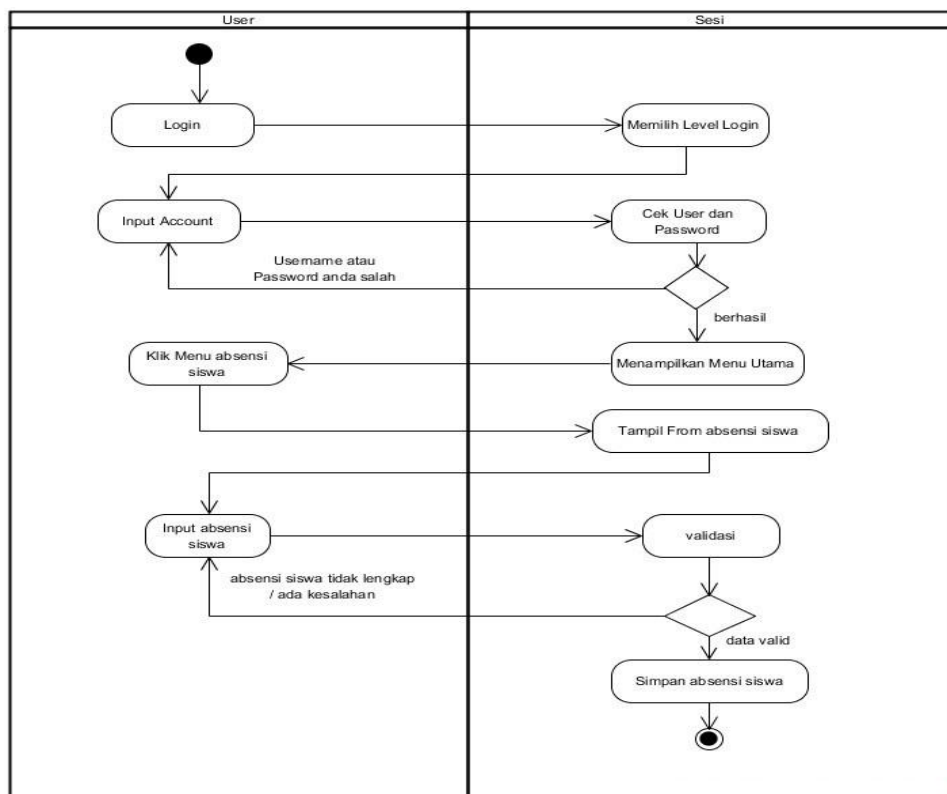 User
Sesi
Login
Memilih Level Login
Input Account
Cek User dan
Password
Username atau
Password anda salah
berhasil
Klik Menu absensi
siswa
Menampilkan Menu Utama
Tampil From absensi siswa
Input absensi
siswa
validasi
absensi siswa tidak lengkap
/ ada kesalahan
data valid
Simpan absensi siswa